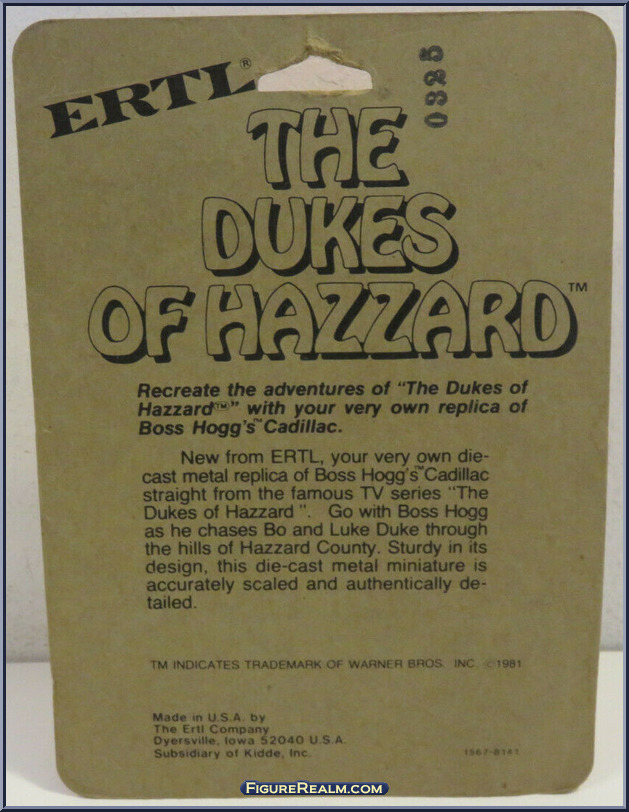 ERTL®
0325
THE
DUKES
OF HAZZARD™
Recreate the adventures of "The Dukes of
Hazzard™" with your very own replica of
Boss Hogg's™ Cadillac.
New from ERTL, your very own die-
cast metal replica of Boss Hogg's™ Cadillac
straight from the famous TV series "The
Dukes of Hazzard ". Go with Boss Hogg
as he chases Bo and Luke Duke through
the hills of Hazzard County. Sturdy in its
design, this die-cast metal miniature is
accurately scaled and authentically de-
tailed.
TM INDICATES TRADEMARK OF WARNER BROS. INC. ©1981
Made in U.S.A. by
The Ertl Company
Dyersville, Iowa 52040 U.S.A.
Subsidiary of Kidde, Inc.
1567-8141
FIGUREREALM.COM